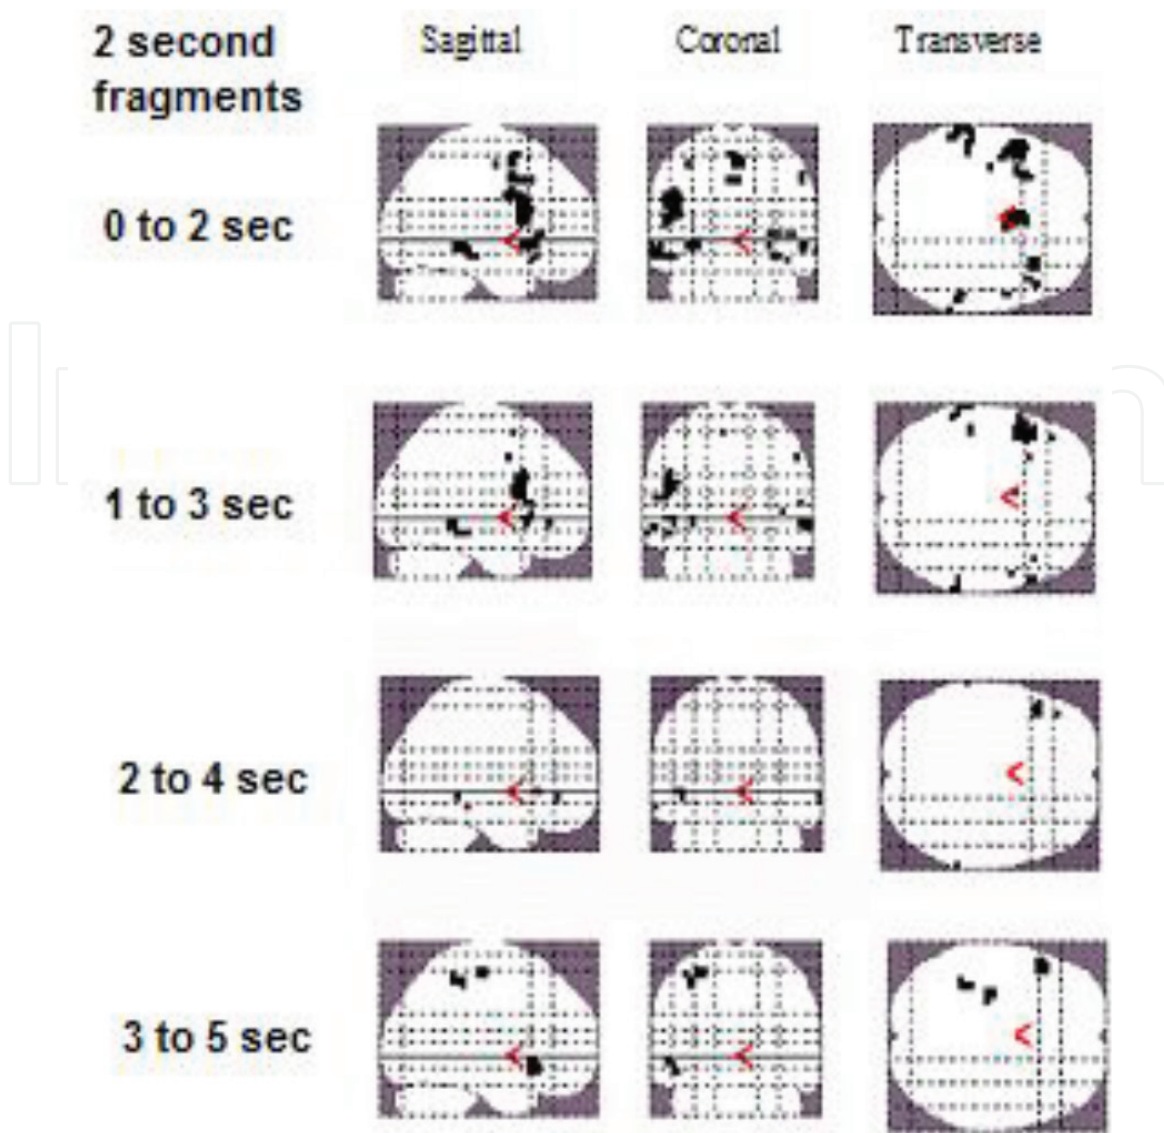 2 second
fragments
Sagittal
Coronal
Transverse
0 to 2 sec
1 to 3 sec
2 to 4 sec
3 to 5 sec